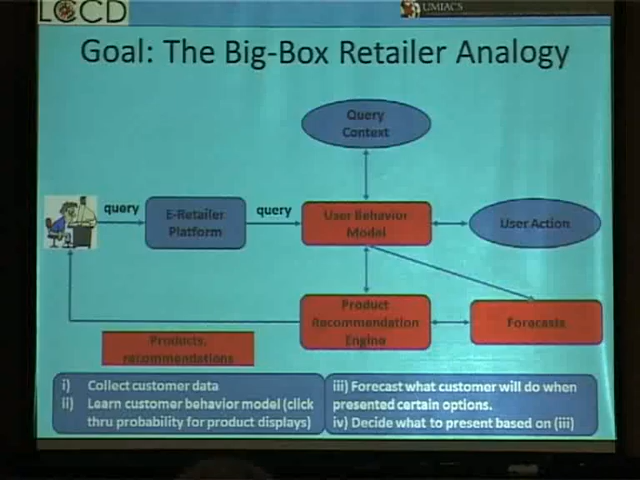 LCCD
UMIACS
Goal: The Big-Box Retailer Analogy
Query
Context
query
E-Retailer
Platform
query
User Behavior
Model
User Action
Product
Recommendation
Engine
Forecasts
Products,
recommendations
i) Collect customer data
ii) Learn customer behavior model (click
thru probability for product displays)
iii) Forecast what customer will do when
presented certain options.
iv) Decide what to present based on (iii)